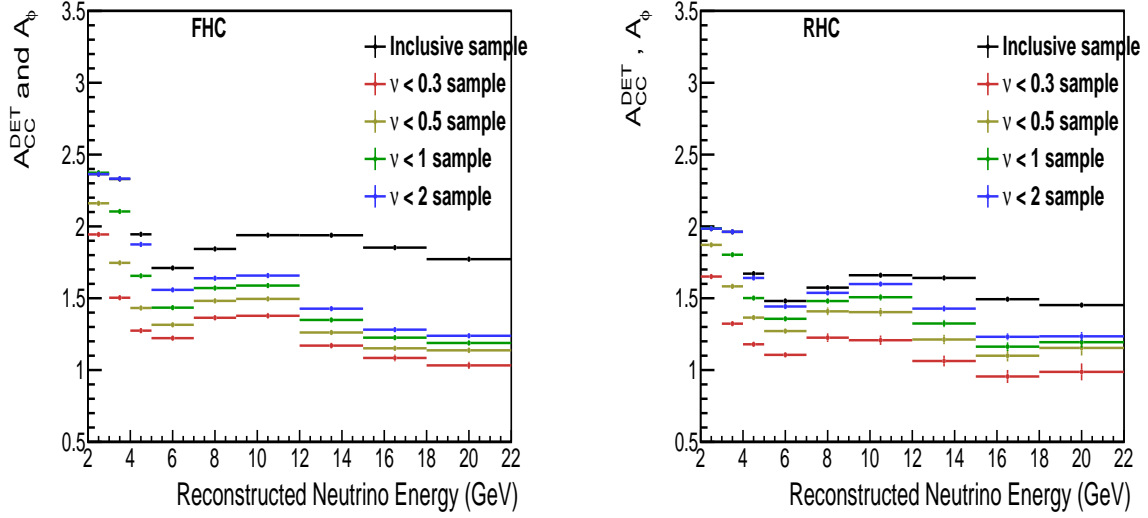 FHC
Inclusive sample
ν < 0.3 sample
ν < 0.5 sample
ν < 1 sample
ν < 2 sample
A_CC^DET and A_ϕ
3.5
3
2.5
2
1.5
1
0.5
2 4 6 8 10 12 14 16 18 20 22
Reconstructed Neutrino Energy (GeV)
RHC
Inclusive sample
ν < 0.3 sample
ν < 0.5 sample
ν < 1 sample
ν < 2 sample
A_CC^DET , A_ϕ
3.5
3
2.5
2
1.5
1
0.5
2 4 6 8 10 12 14 16 18 20 22
Reconstructed Neutrino Energy (GeV)